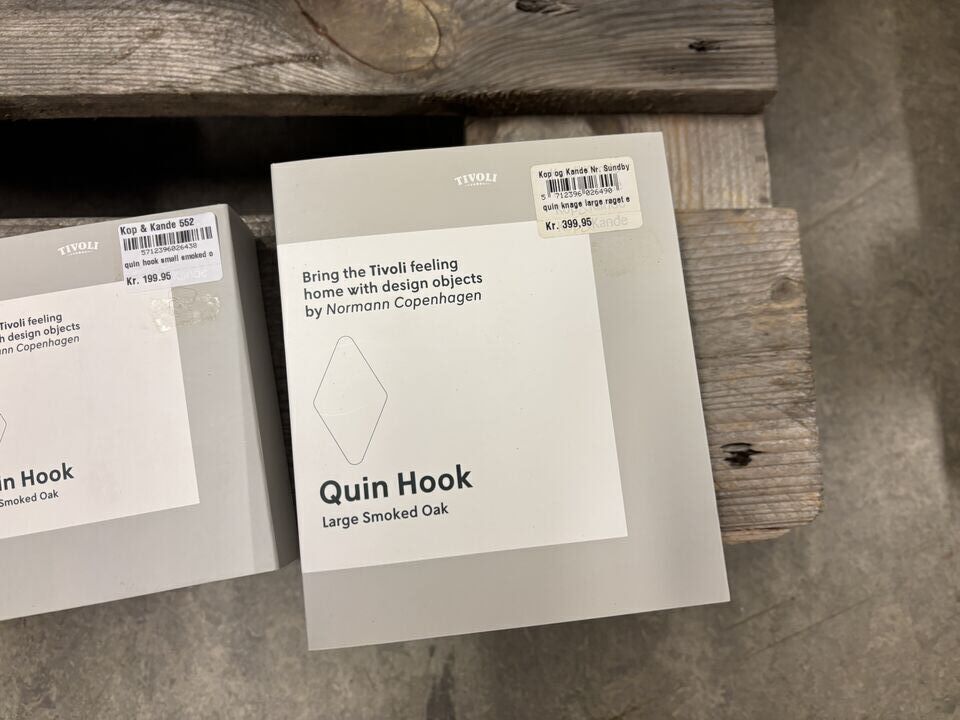 TIVOLI
Kop & Kande 552
5712396026438
quin hook small smoked o
Kr. 199.95
Tivoli feeling
h design objects
nn Copenhagen
in Hook
Smoked Oak
TIVOLI
Kop og Kande Nr. Sundby
5 712396 026490
quin knage large røget e
Kr. 399,95
Kande
Bring the Tivoli feeling
home with design objects
by Normann Copenhagen
Quin Hook
Large Smoked Oak